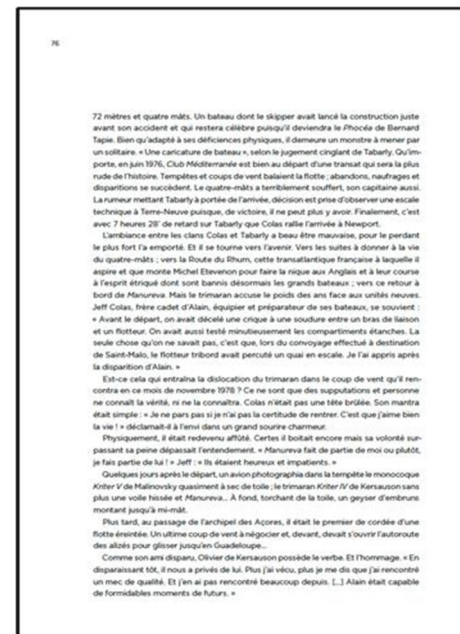 76
72 mètres et quatre mâts. Un bateau dont le skipper avait lancé la construction juste
avant son accident et qui restera célèbre puisqu'il deviendra le Phocéa de Bernard
Tapie. Bien qu'adapté à ses déficiences physiques, il demeure un monstre à mener par
un solitaire. « Une caricature de bateau », selon le jugement cinglant de Tabarly. Qu'im-
porte, en juin 1976, Club Méditerranée est bien au départ d'une transat qui sera la plus
rude de l'histoire. Tempêtes et coups de vent balaient la flotte ; abandons, naufrages et
disparitions se succèdent. Le quatre-mâts a terriblement souffert, son capitaine aussi.
La rumeur mettant Tabarly à portée de l'arrivée, décision est prise d'observer une escale
technique à Terre-Neuve puisque, de victoire, il ne peut plus y avoir. Finalement, c'est
avec 7 heures 28' de retard sur Tabarly que Colas rallie l'arrivée à Newport.
L'ambiance entre les clans Colas et Tabarly a beau être mauvaise, pour le perdant
le plus fort l'a emporté. Et il se tourne vers l'avenir. Vers les suites à donner à la vie
du quatre-mâts ; vers la Route du Rhum, cette transatlantique française à laquelle il
aspire et que monte Michel Etevenon pour faire la nique aux Anglais et à leur course
à l'esprit étriqué dont sont bannis désormais les grands bateaux ; vers ce retour à
bord de Manureva. Mais le trimaran accuse le poids des ans face aux unités neuves.
Jeff Colas, frère cadet d'Alain, équipier et préparateur de ses bateaux, se souvient :
« Avant le départ, on avait décelé une crique à une soudure entre un bras de liaison
et un flotteur. On avait aussi testé minutieusement les compartiments étanches. La
seule chose qu'on ne savait pas, c'est que, lors du convoyage effectué à destination
de Saint-Malo, le flotteur tribord avait percuté un quai en escale. Je l'ai appris après
la disparition d'Alain. »
Est-ce cela qui entraîna la dislocation du trimaran dans le coup de vent qu'il ren-
contra en ce mois de novembre 1978 ? Ce ne sont que des supputations et personne
ne connaît la vérité, ni ne la connaîtra. Colas n'était pas une tête brûlée. Son mantra
était simple : « Je ne pars pas si je n'ai pas la certitude de rentrer. C'est que j'aime bien
la vie ! » déclamait-il à l'envi dans un grand sourire charmeur.
Physiquement, il était redevenu affûté. Certes il boitait encore mais sa volonté sur-
passant sa peine dépassait l'entendement. « Manureva fait de partie de moi ou plutôt,
je fais partie de lui ! » Jeff : « Ils étaient heureux et impatients. »
Quelques jours après le départ, un avion photographia dans la tempête le monocoque
Kriter V de Malinovsky quasiment à sec de toile ; le trimaran Kriter IV de Kersauson sans
plus une voile hissée et Manureva... À fond, torchant de la toile, un geyser d'embruns
montant jusqu'à mi-mât.
Plus tard, au passage de l'archipel des Açores, il était le premier de cordée d'une
flotte éreintée. Un ultime coup de vent à négocier et, devant, devait s'ouvrir l'autoroute
des alizés pour glisser jusqu'en Guadeloupe...
Comme son ami disparu, Olivier de Kersauson possède le verbe. Et l'hommage. « En
disparaissant tôt, il nous a privés de lui. Plus j'ai vécu, plus je me dis que j'ai rencontré
un mec de qualité. Et j'en ai pas rencontré beaucoup depuis. [...] Alain était capable
de formidables moments de futurs. »